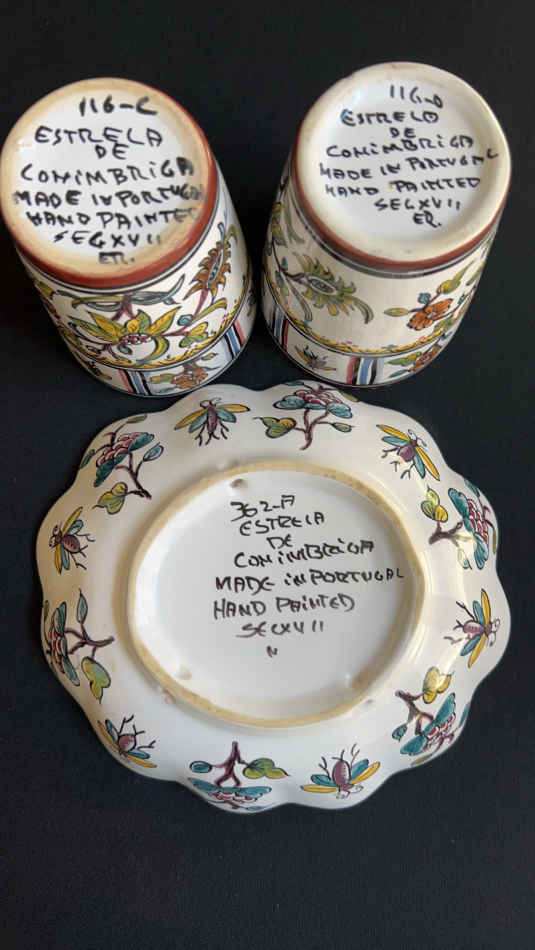 116-C
ESTRELA
DE
CONIMBRIGA
MADE IN PORTUGAL
HAND PAINTED
SEC XVII
ER.
116-D
ESTRELA
DE
CONIMBRIGA
MADE IN PORTUGAL
HAND PAINTED
SEC XVII
ER.
362-A
ESTRELA
DE
CONIMBRIGA
MADE IN PORTUGAL
HAND PAINTED
SEC XVII
N